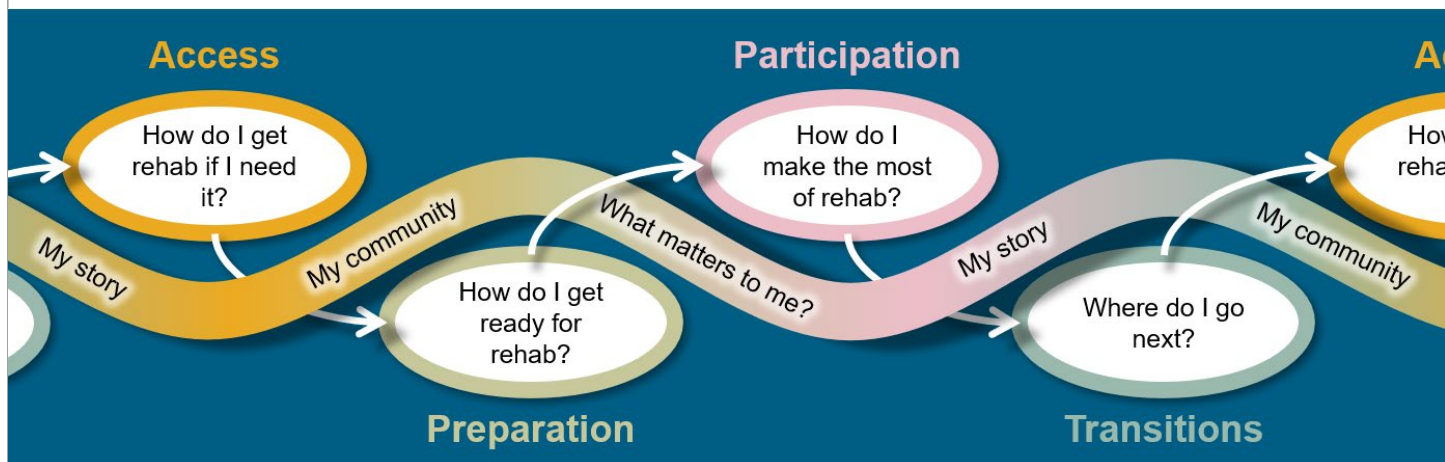 Access
How do I get
rehab if I need
it?
My story
My community
How do I get
ready for
rehab?
Preparation
What matters to me?
Participation
How do I
make the most
of rehab?
My story
Where do I go
next?
Transitions
My community